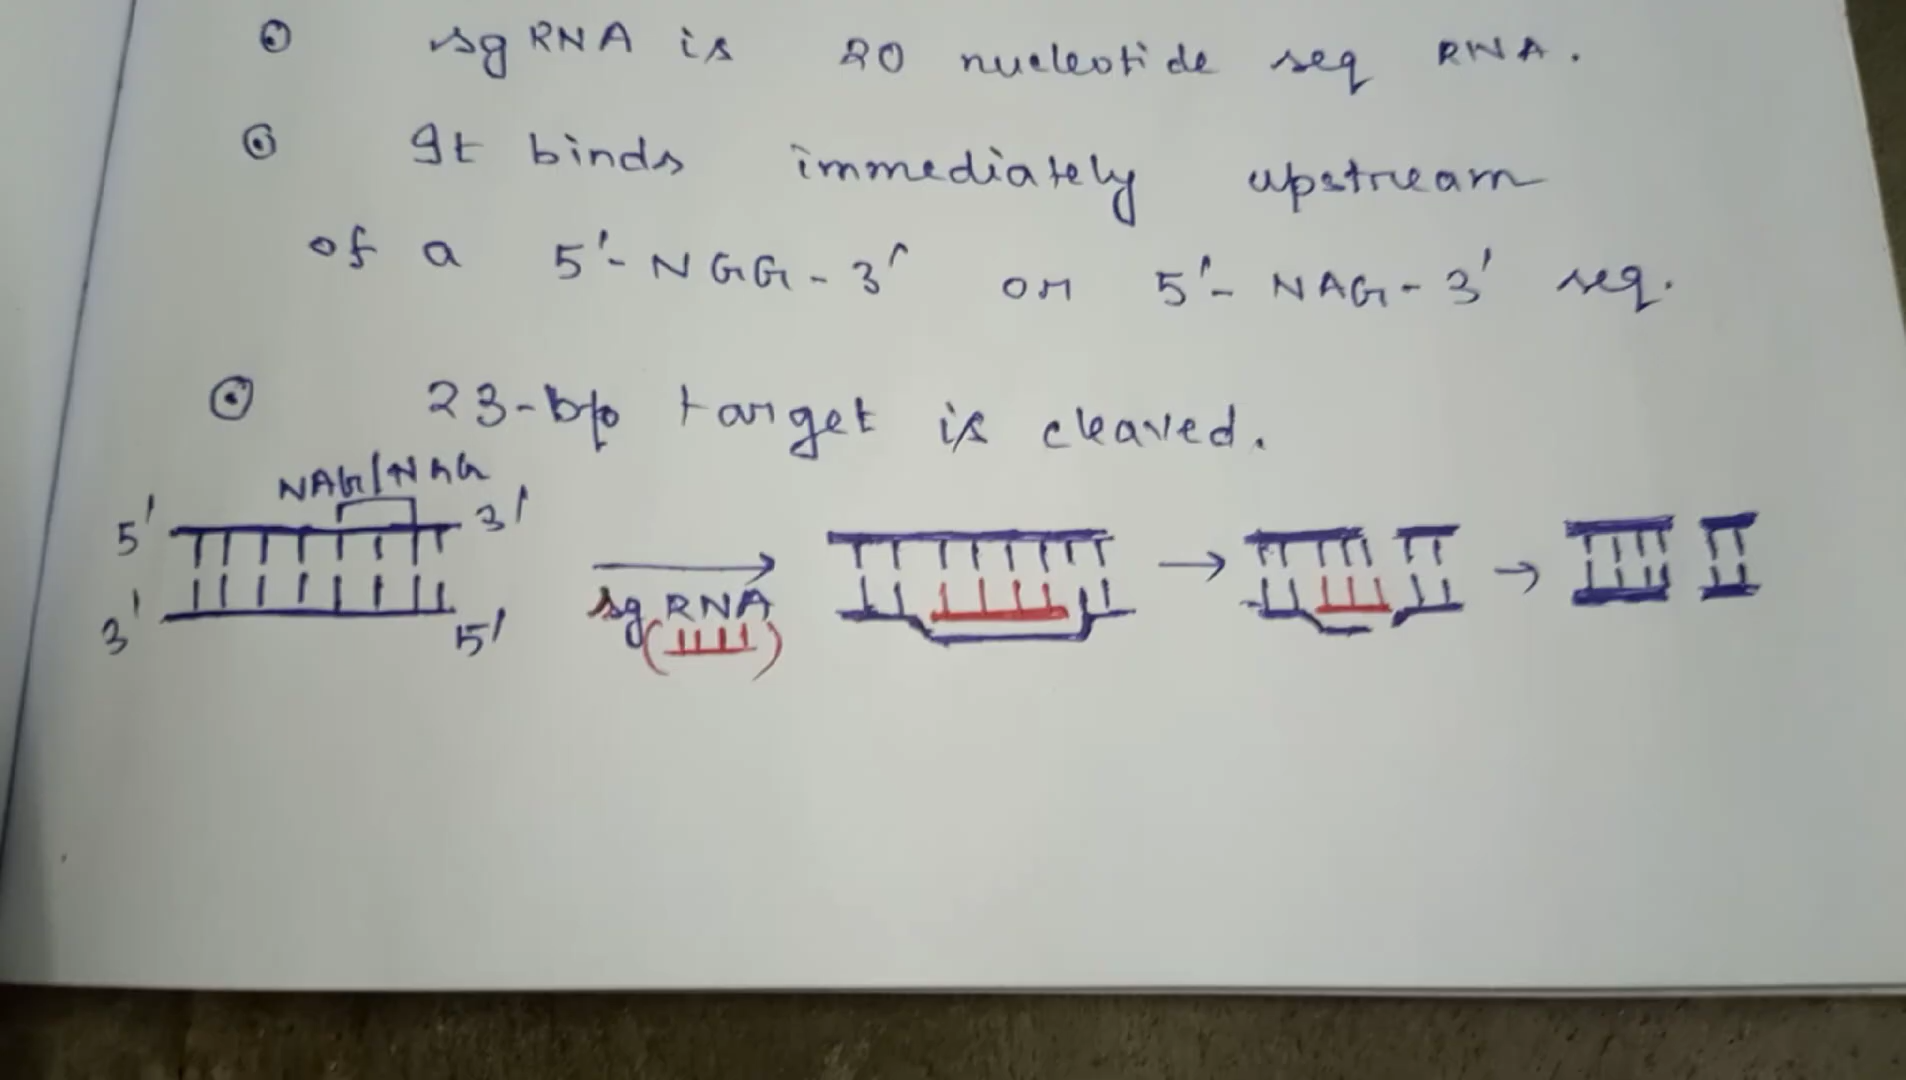 sgRNA is 20 nucleotide seq RNA.
It binds immediately upstream
of a 5'-NGG-3' or 5'-NAG-3' seq.
23-bp target is cleaved.
NAG/NAG
5' 3'
3' 5'
sgRNA